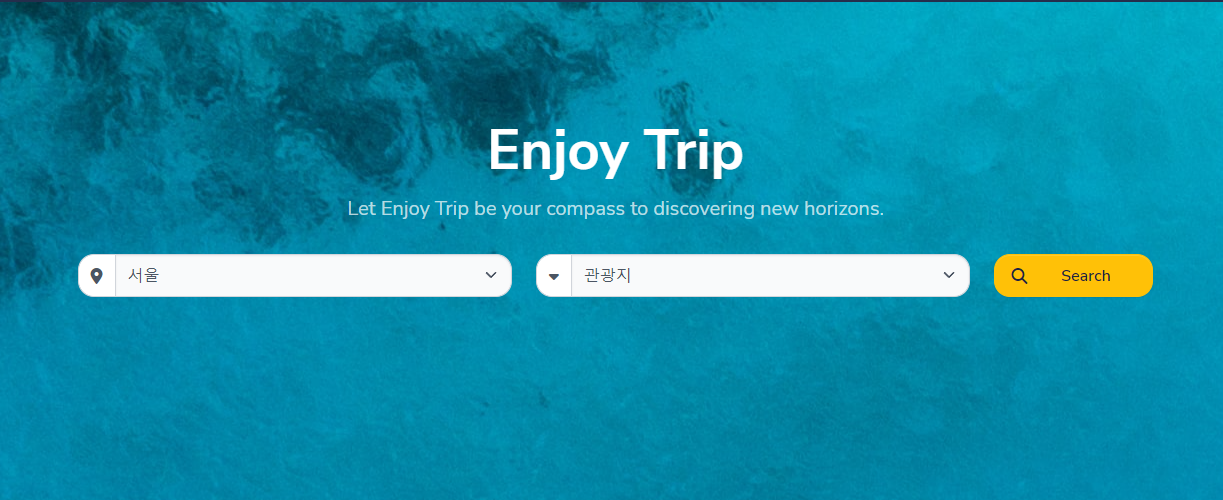 Enjoy Trip
Let Enjoy Trip be your compass to discovering new horizons.
서울 관광지 Search